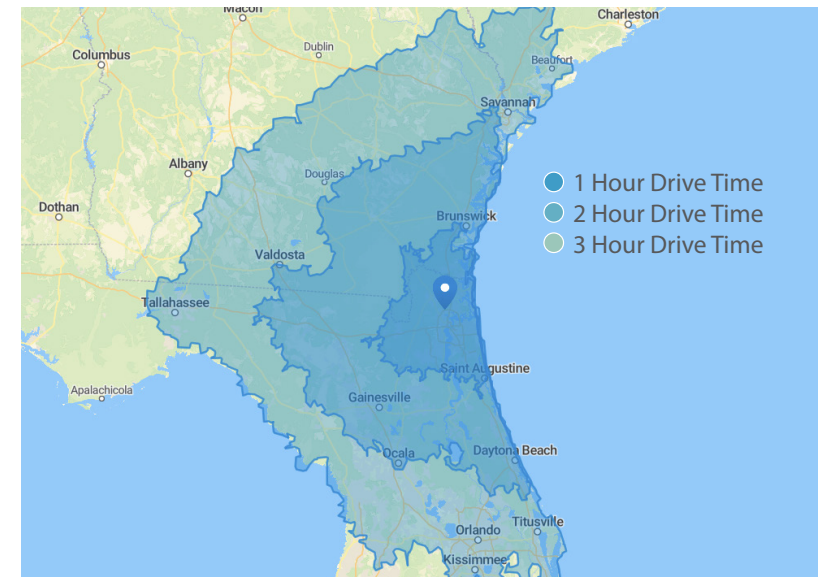 Macon
Charleston
Columbus
Dublin
Beaufort
Savannah
Albany
Douglas
1 Hour Drive Time
Dothan
Brunswick
2 Hour Drive Time
3 Hour Drive Time
Valdosta
Tallahassee
Saint Augustine
Apalachicola
Gainesville
Ocala
Daytona Beach
Titusville
Orlando
Kissimmee